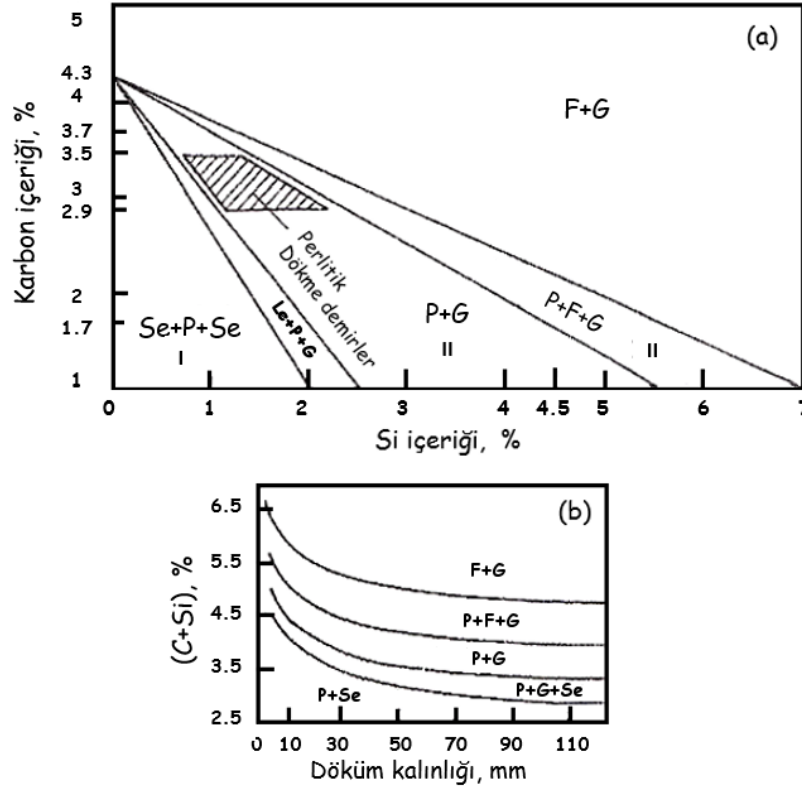 (a)
5
4.3
4
3.7
3.5
3
2.9
2
1.7
1
Karbon içeriği, %
F+G
Perlitik
Dökme demirler
Se+P+Se
I
Le+P+G
P+G
II
P+F+G
II
0 1 2 3 4 4.5 5 6 7
Si içeriği, %
(b)
6.5
5.5
4.5
3.5
2.5
(C+Si), %
F+G
P+F+G
P+G
P+Se
P+G+Se
0 10 30 50 70 90 110
Döküm kalınlığı, mm